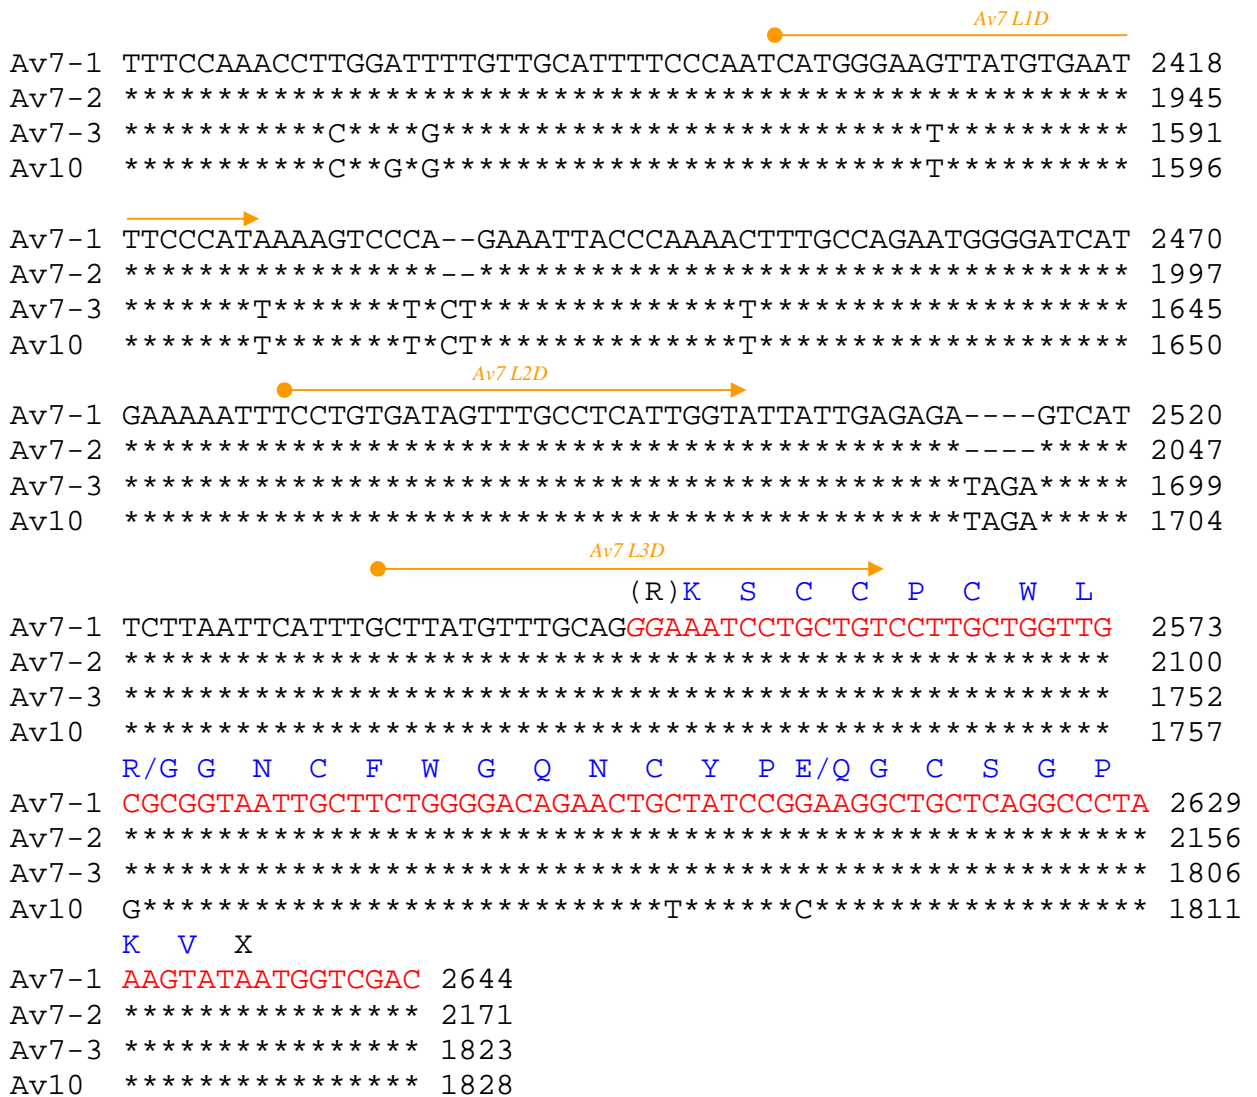 Av7 L1D
Av7-1 TTTCCAAACCTTGGATTTTGTTGCATTTTCCCAATCATGGGAAGTTATGTGAAT 2418
Av7-2 ****************************************************** 1945
Av7-3 ***********C****G**************************T********** 1591
Av10 ***********C**G*G**************************T********** 1596
Av7-1 TTCCCATAAAAGTCCCA--GAAATTACCCAAAACTTTGCCAGAATGGGGATCAT 2470
Av7-2 *****************--*********************************** 1997
Av7-3 *******T*******T*CT**************T******************** 1645
Av10 *******T*******T*CT**************T******************** 1650
Av7 L2D
Av7-1 GAAAAATTTCCTGTGATAGTTTGCCTCATTGGTATTATTGAGAGA----GTCAT 2520
Av7-2 *********************************************----***** 2047
Av7-3 *********************************************TAGA***** 1699
Av10 *********************************************TAGA***** 1704
Av7 L3D
(R)K S C C P C W L
Av7-1 TCTTAATTCATTTGCTTATGTTTGCAGGGAAATCCTGCTGTCCTTGCTGGTTG 2573
Av7-2 ***************************************************** 2100
Av7-3 ***************************************************** 1752
Av10 ***************************************************** 1757
R/G G N C F W G Q N C Y P E/Q G C S G P
Av7-1 CGCGGTAATTGCTTCTGGGGACAGAACTGCTATCCGGAAGGCTGCTCAGGCCCTA 2629
Av7-2 ******************************************************* 2156
Av7-3 ******************************************************* 1806
Av10 G****************************T******C****************** 1811
K V X
Av7-1 AAGTATAATGGTCGAC 2644
Av7-2 **************** 2171
Av7-3 **************** 1823
Av10 **************** 1828